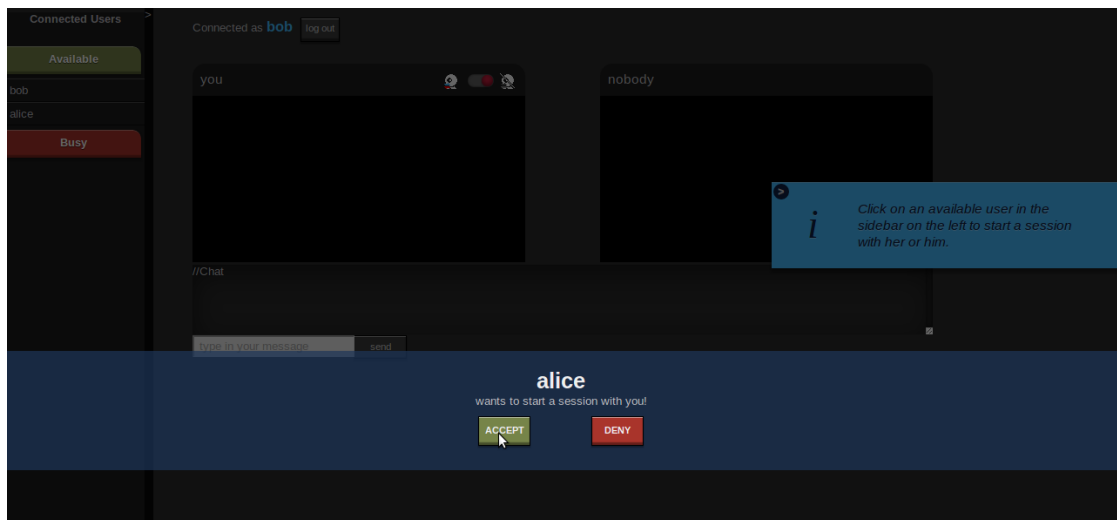 Connected Users >
Available
bob
alice
Busy
Connected as bob log out
you
nobody
>
i
Click on an available user in the
sidebar on the left to start a session
with her or him.
//Chat
type in your message send
alice
wants to start a session with you!
ACCEPT DENY